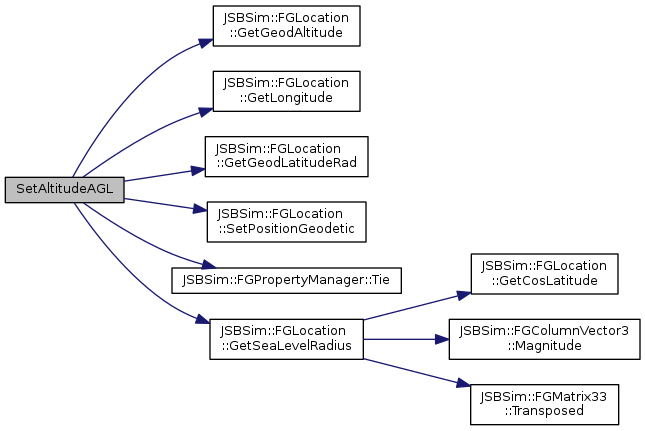 JSBSim::FGLocation
::GetGeodAltitude
JSBSim::FGLocation
::GetLongitude
JSBSim::FGLocation
::GetGeodLatitudeRad
SetAltitudeAGL
JSBSim::FGLocation
::SetPositionGeodetic
JSBSim::FGPropertyManager::Tie
JSBSim::FGLocation
::GetSeaLevelRadius
JSBSim::FGLocation
::GetCosLatitude
JSBSim::FGColumnVector3
::Magnitude
JSBSim::FGMatrix33
::Transposed